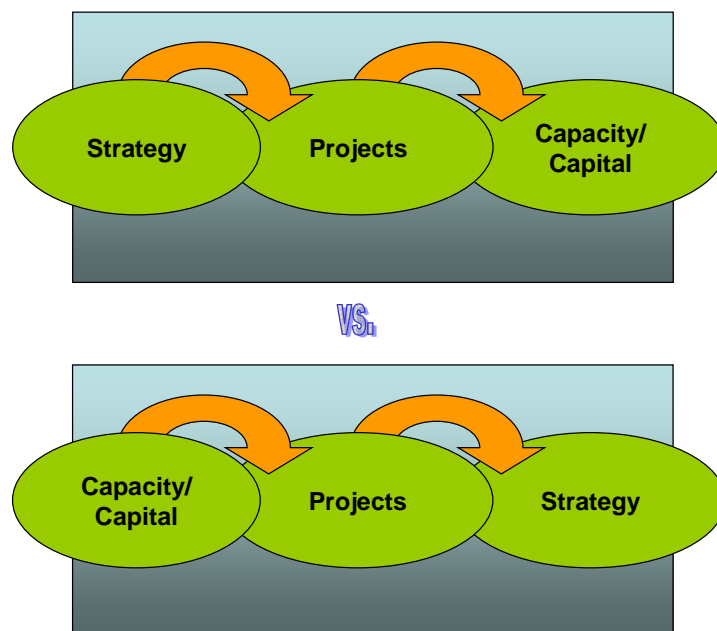 Strategy
Projects
Capacity/
Capital
VS.
Capacity/
Capital
Projects
Strategy